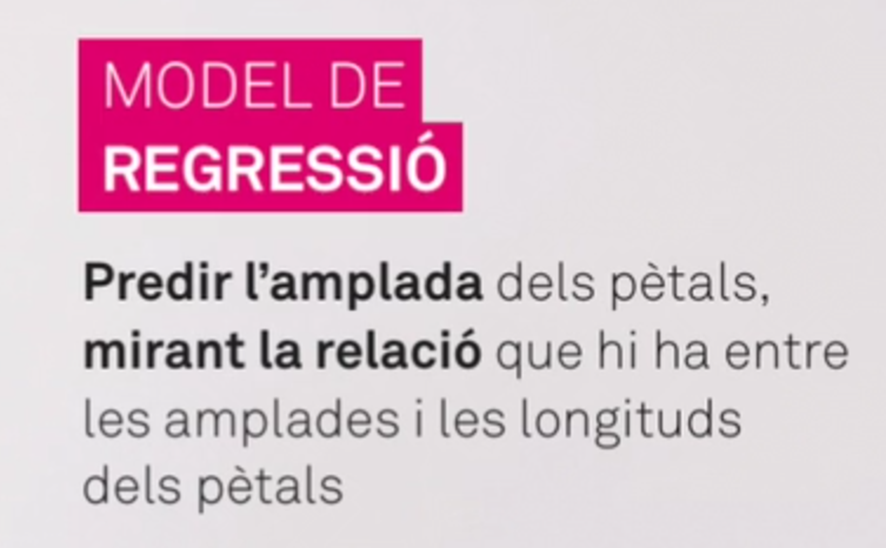 MODEL DE
REGRESSIÓ
Predir l’amplada dels pètals,
mirant la relació que hi ha entre
les amplades i les longituds
dels pètals